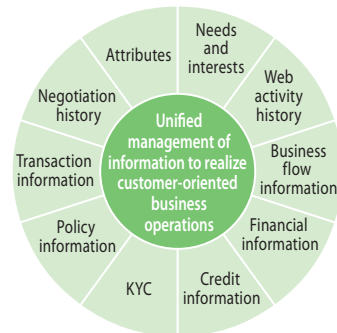 Needs
and
interests
Web
activity
history
Business
flow
information
Financial
information
Credit
information
KYC
Policy
information
Transaction
information
Negotiation
history
Attributes
Unified
management of
information to realize
customer-oriented
business
operations